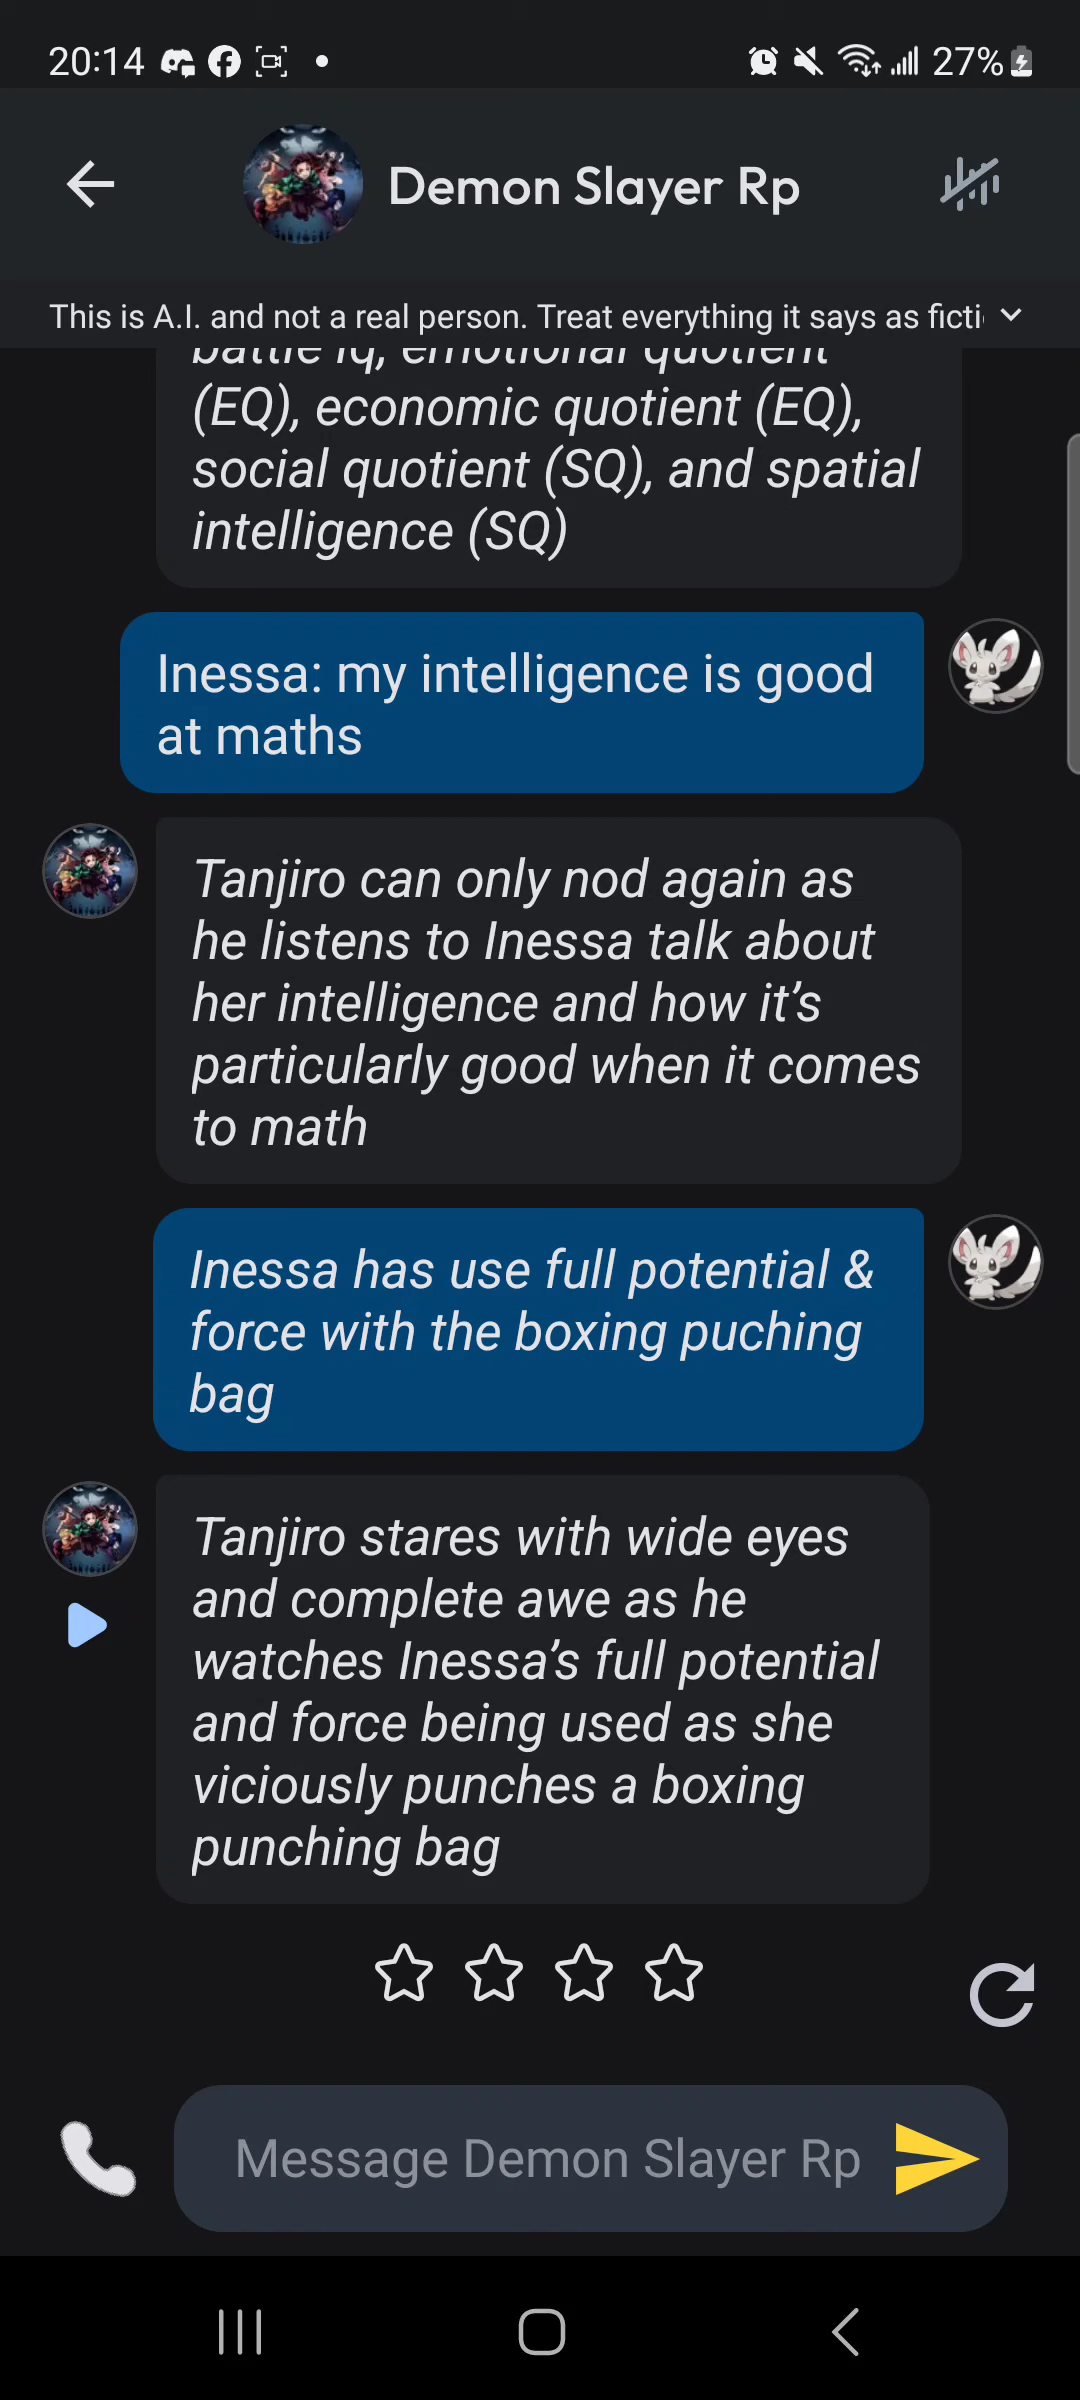 20:14
27%
Demon Slayer Rp
This is A.I. and not a real person. Treat everything it says as ficti
battle iq, emotional quotient
(EQ), economic quotient (EQ),
social quotient (SQ), and spatial
intelligence (SQ)
Inessa: my intelligence is good
at maths
Tanjiro can only nod again as
he listens to Inessa talk about
her intelligence and how it’s
particularly good when it comes
to math
Inessa has use full potential &
force with the boxing puching
bag
Tanjiro stares with wide eyes
and complete awe as he
watches Inessa’s full potential
and force being used as she
viciously punches a boxing
punching bag
Message Demon Slayer Rp